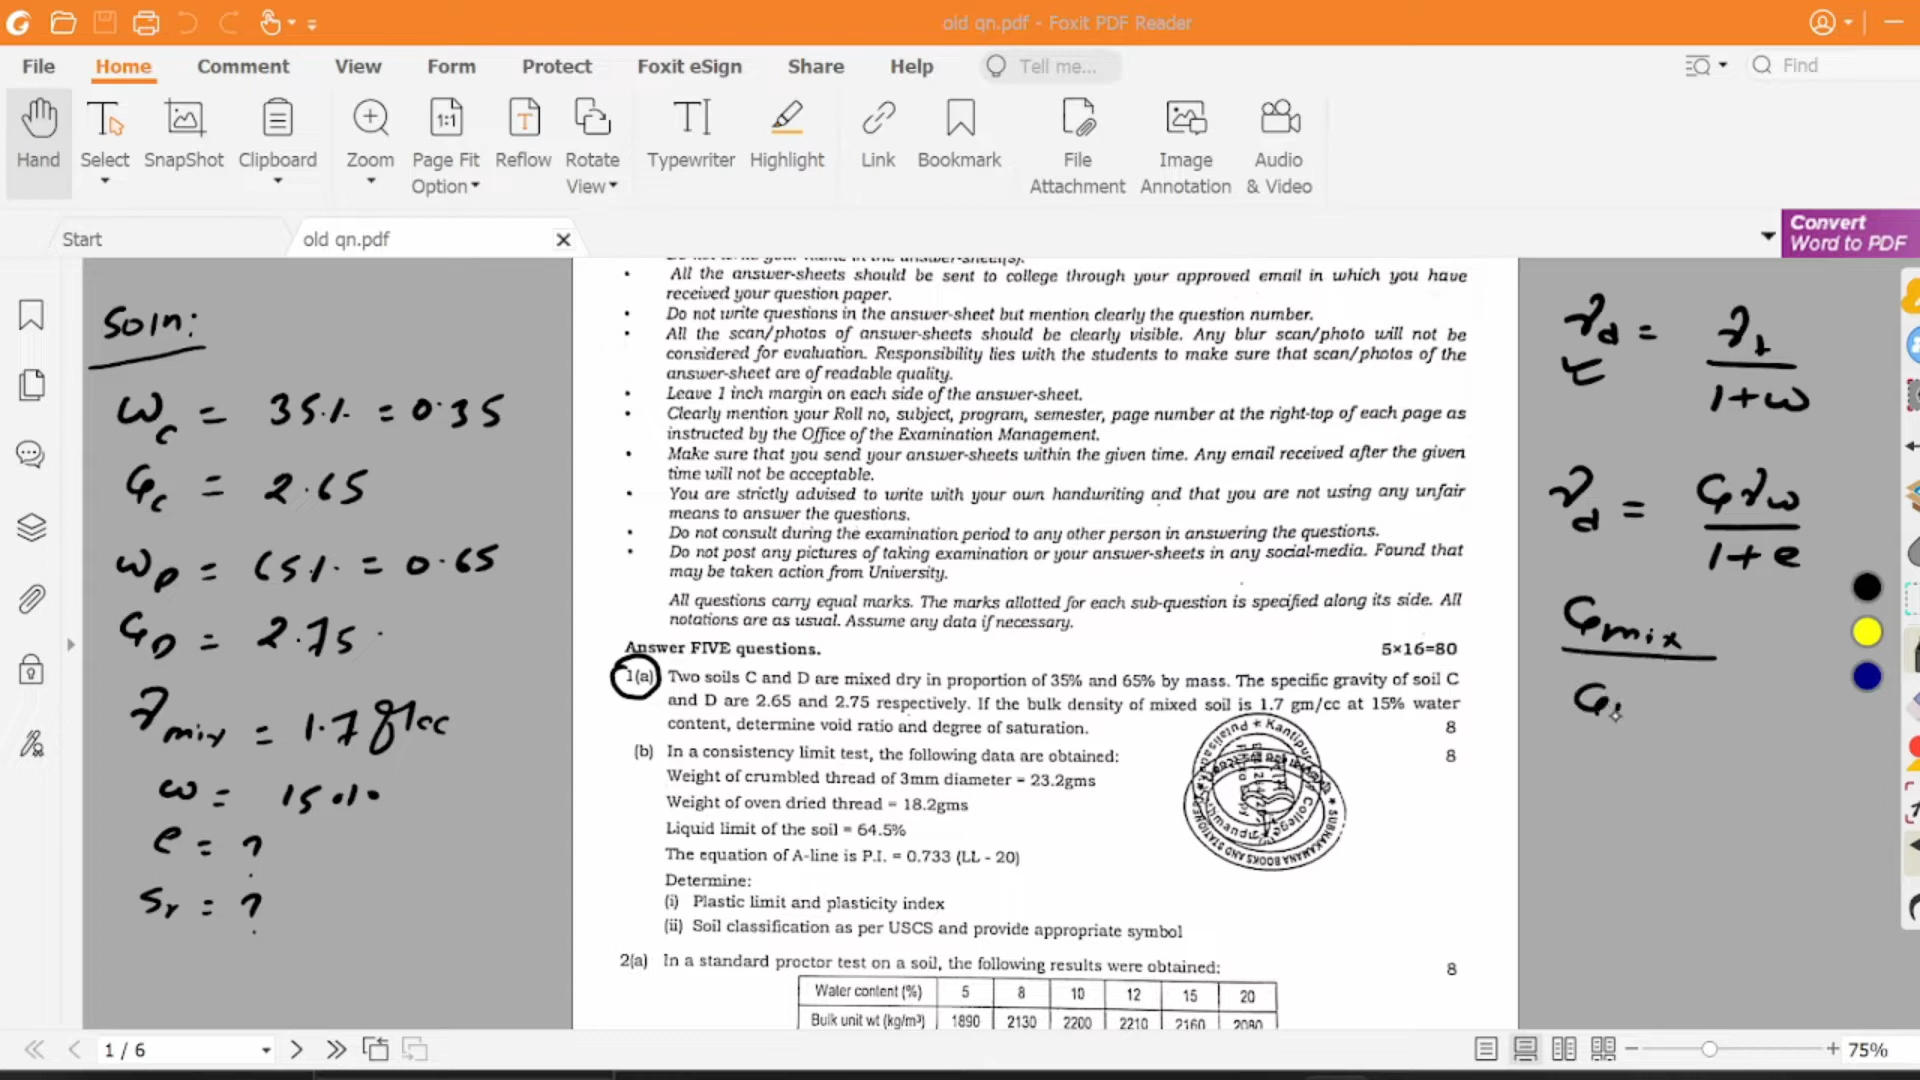 old qn.pdf - Foxit PDF Reader
File Home Comment View Form Protect Foxit eSign Share Help Tell me... Find
Hand Select SnapShot Clipboard Zoom Page Fit Option Reflow Rotate View Typewriter Highlight Link Bookmark File Attachment Image Annotation Audio & Video
Start
old qn.pdf
Convert
Word to PDF
Soln:
ωc = 35% = 0.35
Gc = 2.65
ωD = 65% = 0.65
GD = 2.75
γmix = 1.7 g/cc
ω = 15%
e = ?
Sr = ?
Do not write your name in the answer-sheet(s).
• All the answer-sheets should be sent to college through your approved email in which you have
received your question paper.
• Do not write questions in the answer-sheet but mention clearly the question number.
• All the scan/photos of answer-sheets should be clearly visible. Any blur scan/photo will not be
considered for evaluation. Responsibility lies with the students to make sure that scan/photos of the
answer-sheet are of readable quality.
• Leave 1 inch margin on each side of the answer-sheet.
• Clearly mention your Roll no, subject, program, semester, page number at the right-top of each page as
instructed by the Office of the Examination Management.
• Make sure that you send your answer-sheets within the given time. Any email received after the given
time will not be acceptable.
• You are strictly advised to write with your own handwriting and that you are not using any unfair
means to answer the questions.
• Do not consult during the examination period to any other person in answering the questions.
• Do not post any pictures of taking examination or your answer-sheets in any social-media. Found that
may be taken action from University.
All questions carry equal marks. The marks allotted for each sub-question is specified along its side. All
notations are as usual. Assume any data if necessary.
Answer FIVE questions. 5×16=80
1(a) Two soils C and D are mixed dry in proportion of 35% and 65% by mass. The specific gravity of soil C
and D are 2.65 and 2.75 respectively. If the bulk density of mixed soil is 1.7 gm/cc at 15% water
content, determine void ratio and degree of saturation. 8
(b) In a consistency limit test, the following data are obtained: 8
Weight of crumbled thread of 3mm diameter = 23.2gms
Weight of oven dried thread = 18.2gms
Liquid limit of the soil = 64.5%
The equation of A-line is P.I. = 0.733 (LL - 20)
Determine:
(i) Plastic limit and plasticity index
(ii) Soil classification as per USCS and provide appropriate symbol
2(a) In a standard proctor test on a soil, the following results were obtained: 8
Water content (%) 5 8 10 12 15 20
Bulk unit wt (kg/m³) 1890 2130 2200 2210 2160 2080
γd = γt / 1+ω
γd = Gγω / 1+e
Gmix
G
1 / 6
75%